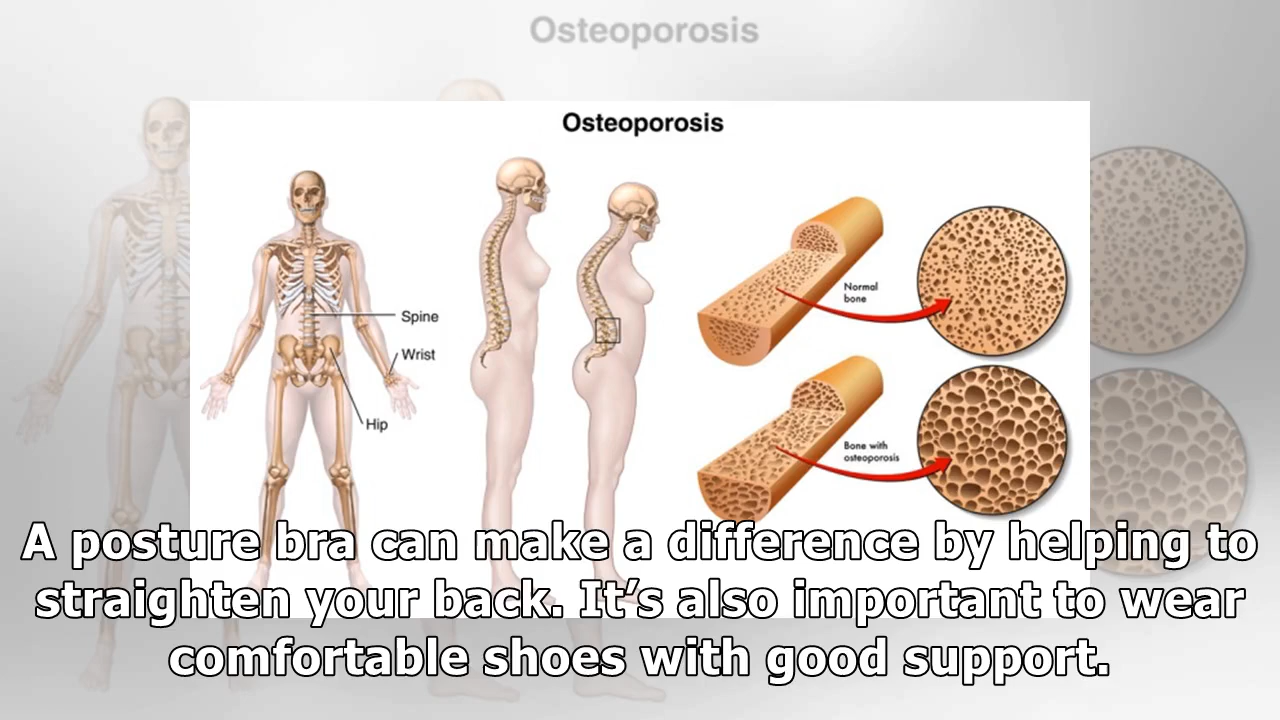 Osteoporosis
Osteoporosis
Spine
Wrist
Hip
Normal
bone
Bone with
osteoporosis
A posture bra can make a difference by helping to
straighten your back. It’s also important to wear
comfortable shoes with good support.